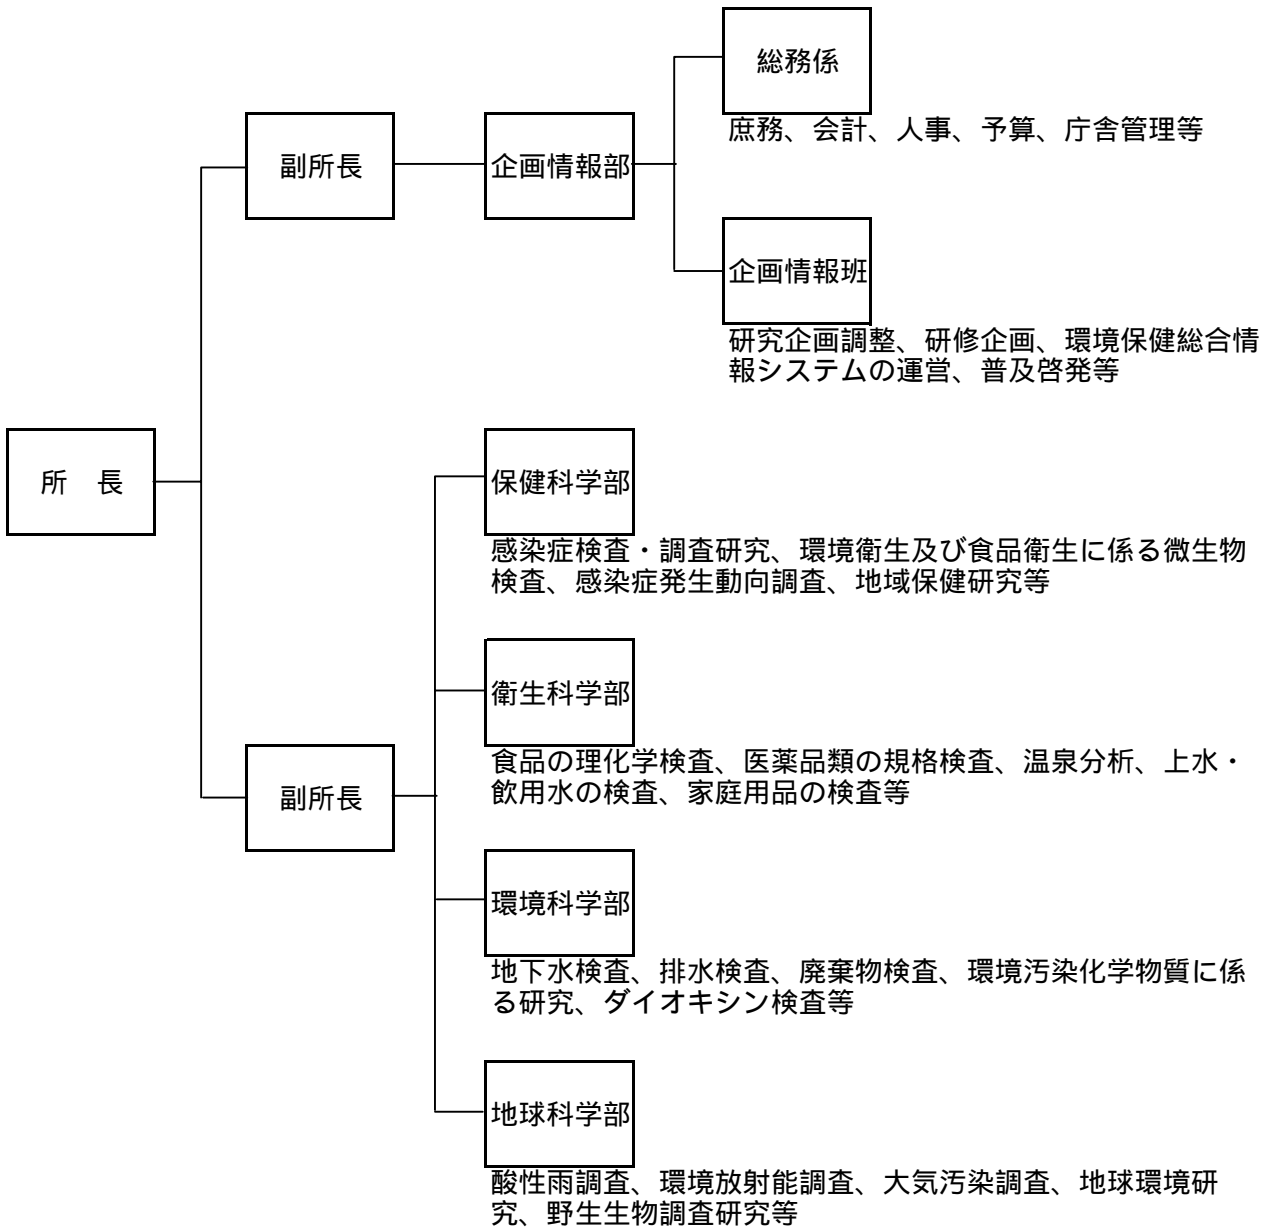 総務係
庶務、会計、人事、予算、庁舎管理等
副所長
企画情報部
企画情報班
研究企画調整、研修企画、環境保健総合情
報システムの運営、普及啓発等
所　長
保健科学部
感染症検査・調査研究、環境衛生及び食品衛生に係る微生物
検査、感染症発生動向調査、地域保健研究等
衛生科学部
食品の理化学検査、医薬品類の規格検査、温泉分析、上水・
飲用水の検査、家庭用品の検査等
副所長
環境科学部
地下水検査、排水検査、廃棄物検査、環境汚染化学物質に係
る研究、ダイオキシン検査等
地球科学部
酸性雨調査、環境放射能調査、大気汚染調査、地球環境研
究、野生生物調査研究等